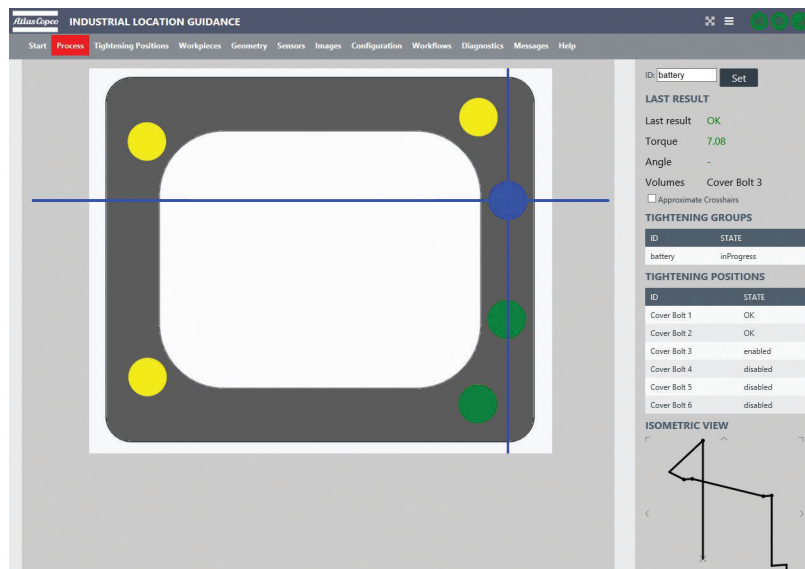 Atlas Copco INDUSTRIAL LOCATION GUIDANCE
Start Process Tightening Positions Workpieces Geometry Sensors Images Configuration Workflows Diagnostics Messages Help
ID: battery Set
LAST RESULT
Last result OK
Torque 7.08
Angle -
Volumes Cover Bolt 3
Approximate Crosshairs
TIGHTENING GROUPS
ID STATE
battery inProgress
TIGHTENING POSITIONS
ID STATE
Cover Bolt 1 OK
Cover Bolt 2 OK
Cover Bolt 3 enabled
Cover Bolt 4 disabled
Cover Bolt 5 disabled
Cover Bolt 6 disabled
ISOMETRIC VIEW